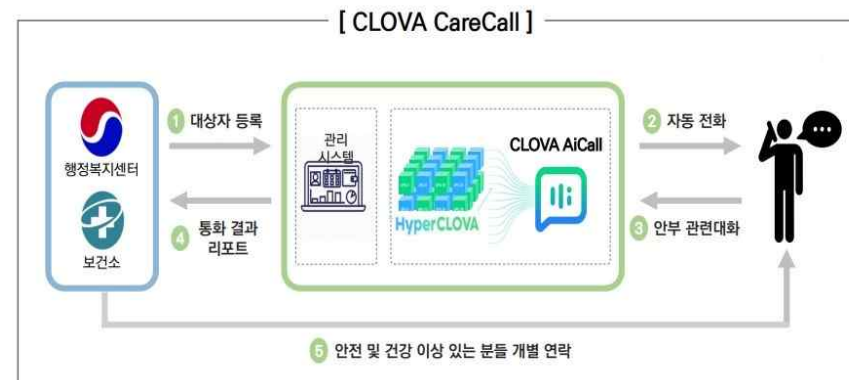 [ CLOVA CareCall ]
행정복지센터
보건소
1 대상자 등록
4 통화 결과
리포트
관리
시스템
HyperCLOVA
CLOVA AiCall
2 자동 전화
3 안부 관련대화
5 안전 및 건강 이상 있는 분들 개별 연락